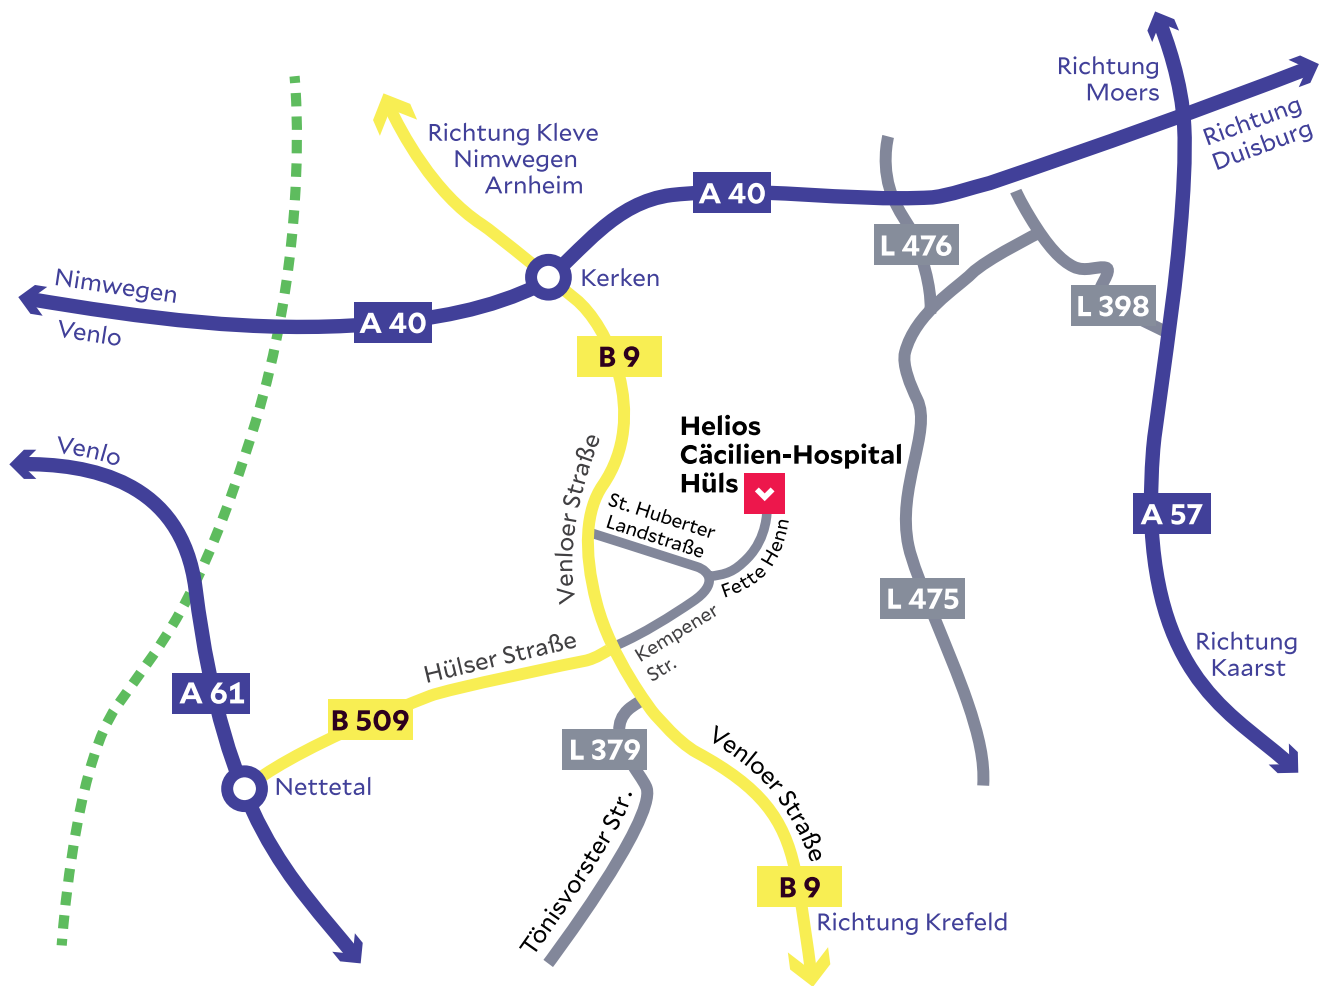 Richtung
Moers
Richtung
Duisburg
Richtung Kleve
Nimwegen
Arnheim
A 40
L 476
Kerken
Nimwegen
Venlo
A 40
L 398
B 9
Helios
Cäcilien-Hospital
Hüls
Venlo
Venloer Straße
St. Huberter
Landstraße
Fette Henn
A 57
L 475
Kempener
Str.
Hülser Straße
Richtung
Kaarst
A 61
B 509
L 379
Nettetal
Venloer Straße
Tönisvorster Str.
B 9
Richtung Krefeld